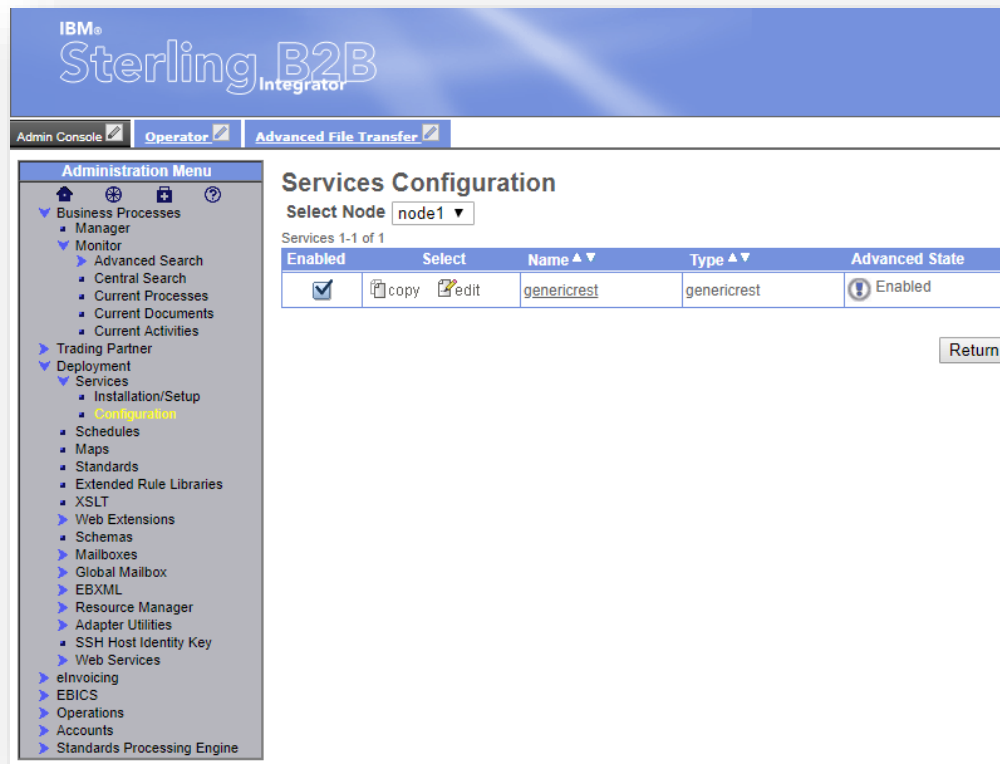 IBM®
Sterling B2B
Integrator
Admin Console Operator Advanced File Transfer
Administration Menu
Business Processes
Manager
Monitor
Advanced Search
Central Search
Current Processes
Current Documents
Current Activities
Trading Partner
Deployment
Services
Installation/Setup
Configuration
Schedules
Maps
Standards
Extended Rule Libraries
XSLT
Web Extensions
Schemas
Mailboxes
Global Mailbox
EBXML
Resource Manager
Adapter Utilities
SSH Host Identity Key
Web Services
eInvoicing
EBICS
Operations
Accounts
Standards Processing Engine
Services Configuration
Select Node node1
Services 1-1 of 1
Enabled Select Name Type Advanced State
copy edit genericrest genericrest Enabled
Return